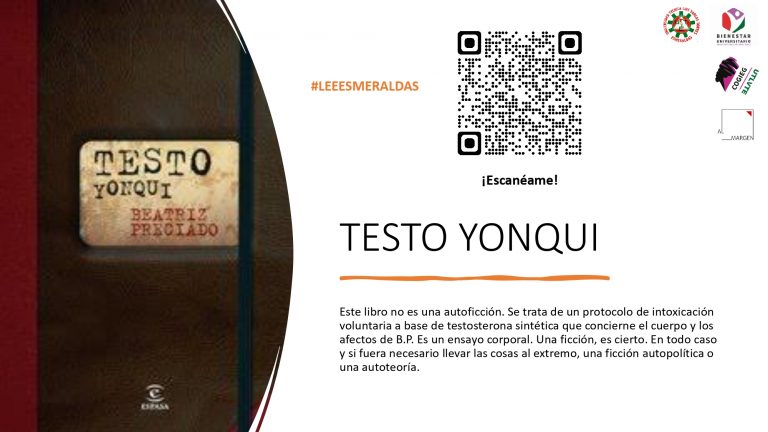 TESTO
YONQUI
BEATRIZ
PRECIADO
ESPASA
#LEEESMERALDAS
¡Escanéame!
BIENESTAR
UNIVERSITARIO
COGIEG
UTLVTE
AL
MARGEN
TESTO YONQUI
Este libro no es una autoficción. Se trata de un protocolo de intoxicación
voluntaria a base de testosterona sintética que concierne el cuerpo y los
afectos de B.P. Es un ensayo corporal. Una ficción, es cierto. En todo caso
y si fuera necesario llevar las cosas al extremo, una ficción autopolítica o
una autoteoría.